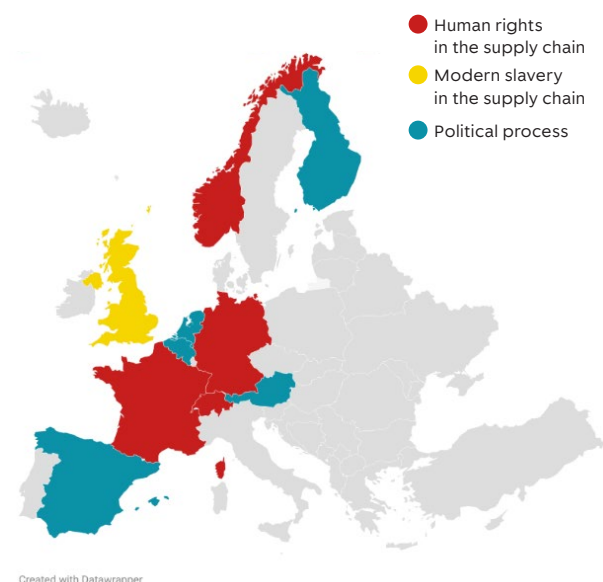 Human rights
in the supply chain
Modern slavery
in the supply chain
Political process
Created with Datawrapper